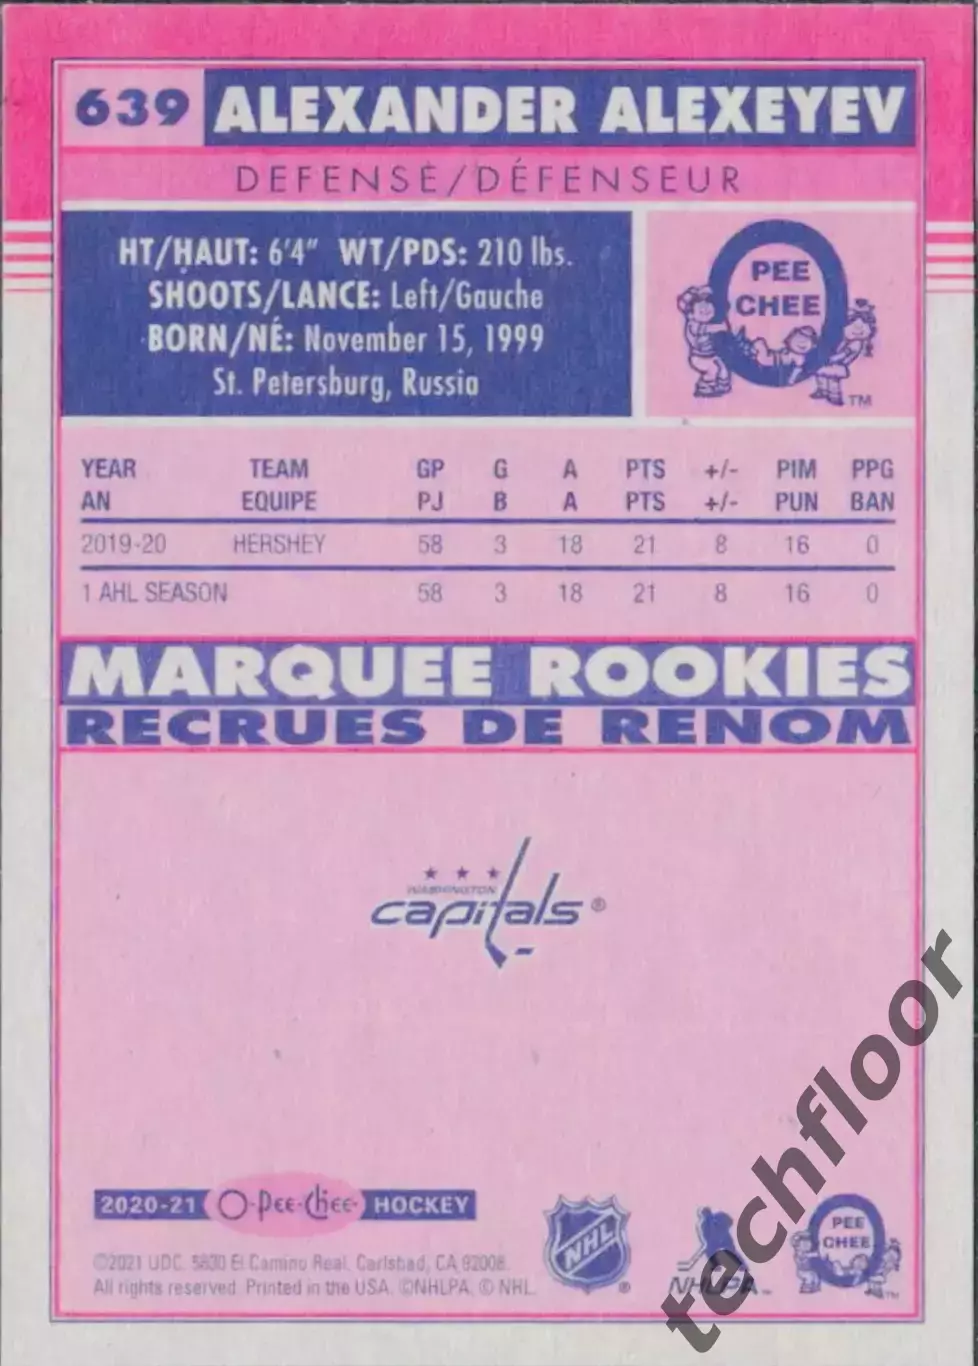 639 ALEXANDER ALEXEYEV
DEFENSE/DÉFENSEUR
HT/HAUT: 6'4" WT/PDS: 210 lbs.
SHOOTS/LANCE: Left/Gauche
BORN/NÉ: November 15, 1999
St. Petersburg, Russia
PEE
CHEE
TM
YEAR TEAM GP G A PTS +/- PIM PPG
AN EQUIPE PJ B A PTS +/- PUN BAN
2019-20 HERSHEY 58 3 18 21 8 16 0
1 AHL SEASON 58 3 18 21 8 16 0
MARQUEE ROOKIES
RECRUES DE RENOM
WASHINGTON
capitals ®
techfloor
2020-21 O-Pee-Chee HOCKEY
©2021 UDC. 5830 El Camino Real, Carlsbad, CA 92008.
All rights reserved. Printed in the USA. ©NHLPA. © NHL.
NHL ®
NHLPA TM
PEE
CHEE
TM